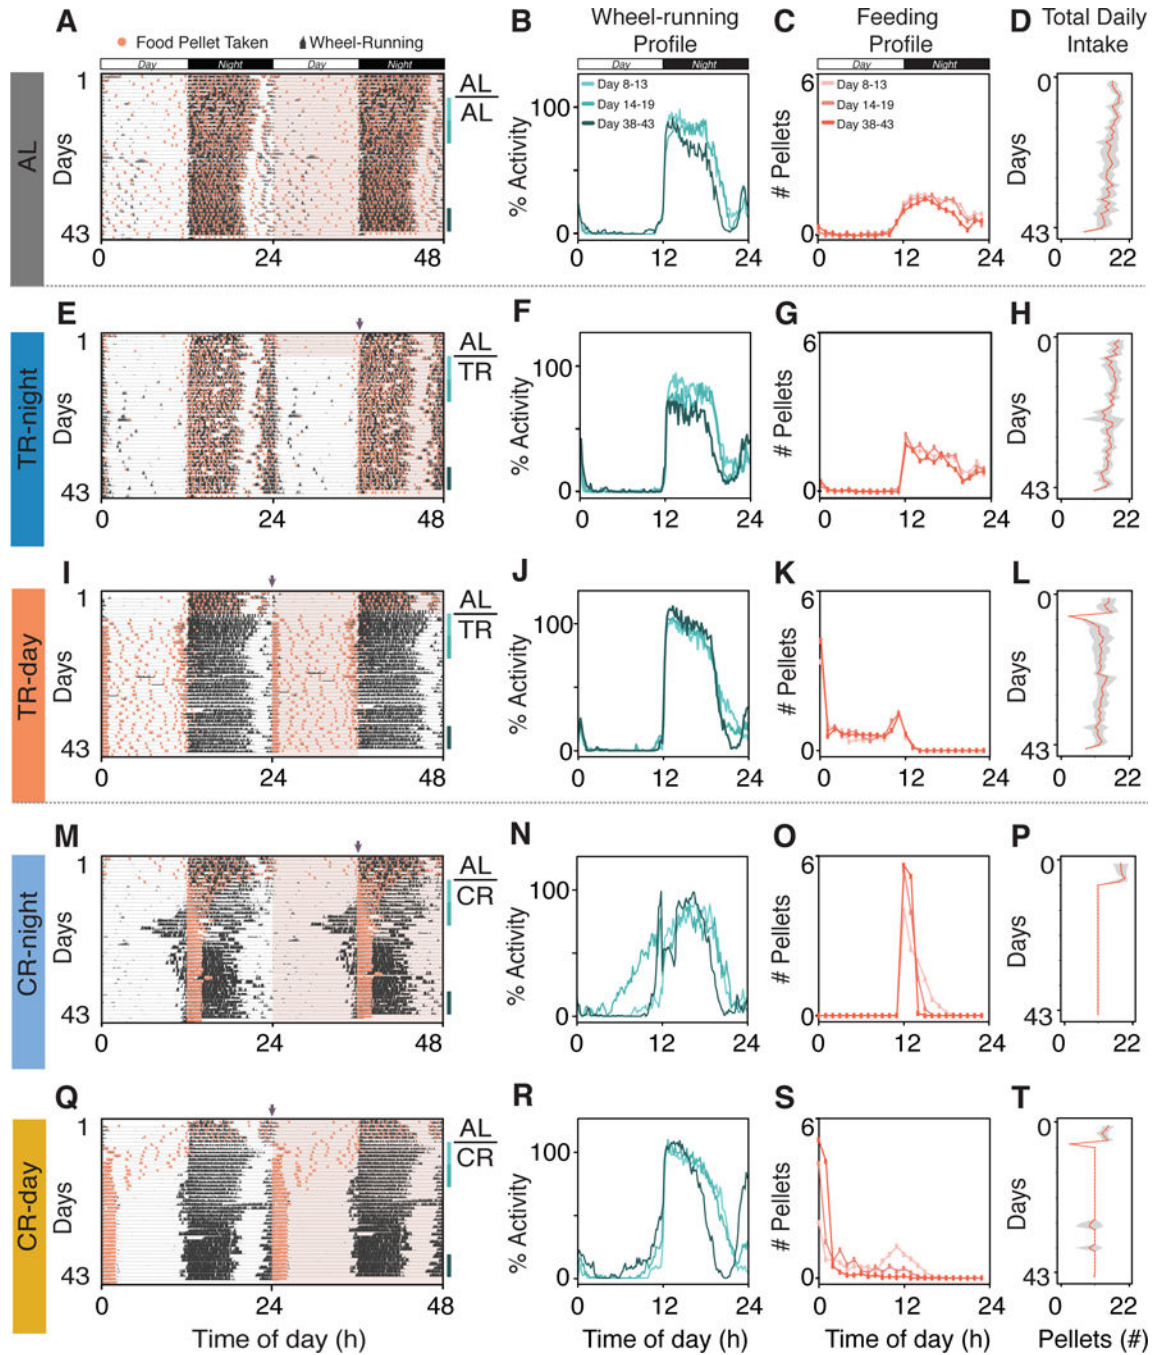 A
B Wheel-running Profile
C Feeding Profile
D Total Daily Intake
Food Pellet Taken Wheel-Running
Day Night Day Night
Day Night
Day Night
AL
Days
1
43
0 24 48
AL
AL
% Activity
100
0
0 12 24
Day 8-13
Day 14-19
Day 38-43
# Pellets
6
0
0 12 24
Day 8-13
Day 14-19
Day 38-43
Days
0
43
0 22
TR-night
E
Days
1
43
0 24 48
AL
TR
F
% Activity
100
0
0 12 24
G
# Pellets
6
0
0 12 24
H
Days
0
43
0 22
TR-day
I
Days
1
43
0 24 48
AL
TR
J
% Activity
100
0
0 12 24
K
# Pellets
6
0
0 12 24
L
Days
0
43
0 22
CR-night
M
Days
1
43
0 24 48
AL
CR
N
% Activity
100
0
0 12 24
O
# Pellets
6
0
0 12 24
P
Days
0
43
0 22
CR-day
Q
Days
1
43
0 24 48
Time of day (h)
AL
CR
R
% Activity
100
0
0 12 24
Time of day (h)
S
# Pellets
6
0
0 12 24
Time of day (h)
T
Days
0
43
0 22
Pellets (#)